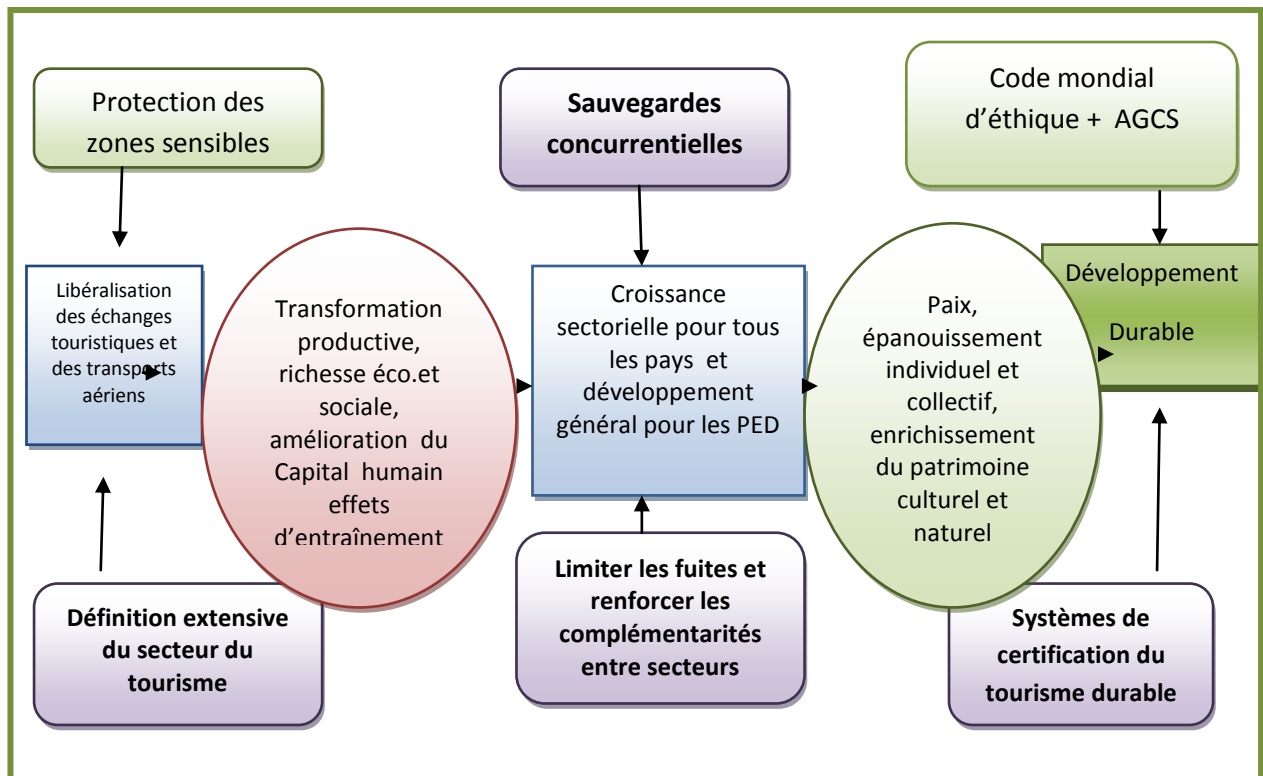 Protection des
zones sensibles
Sauvegardes
concurrentielles
Code mondial
d’éthique + AGCS
Libéralisation
des échanges
touristiques et
des transports
aériens
Transformation
productive,
richesse éco.et
sociale,
amélioration du
Capital humain
effets
d’entraînement
Croissance
sectorielle pour tous
les pays et
développement
général pour les PED
Paix,
épanouissement
individuel et
collectif,
enrichissement
du patrimoine
culturel et
naturel
Développement
Durable
Définition extensive
du secteur du
tourisme
Limiter les fuites et
renforcer les
complémentarités
entre secteurs
Systèmes de
certification du
tourisme durable